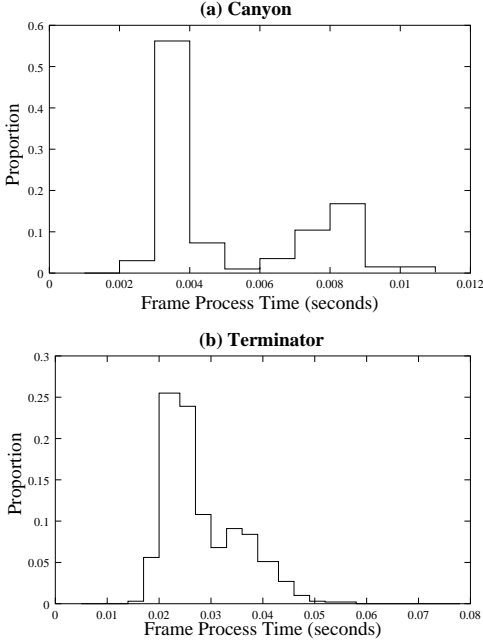 (a) Canyon
0.6
0.5
0.4
0.3
0.2
0.1
0
Proportion
0 0.002 0.004 0.006 0.008 0.01 0.012
Frame Process Time (seconds)
(b) Terminator
0.3
0.25
0.2
0.15
0.1
0.05
0
Proportion
0 0.01 0.02 0.03 0.04 0.05 0.06 0.07 0.08
Frame Process Time (seconds)